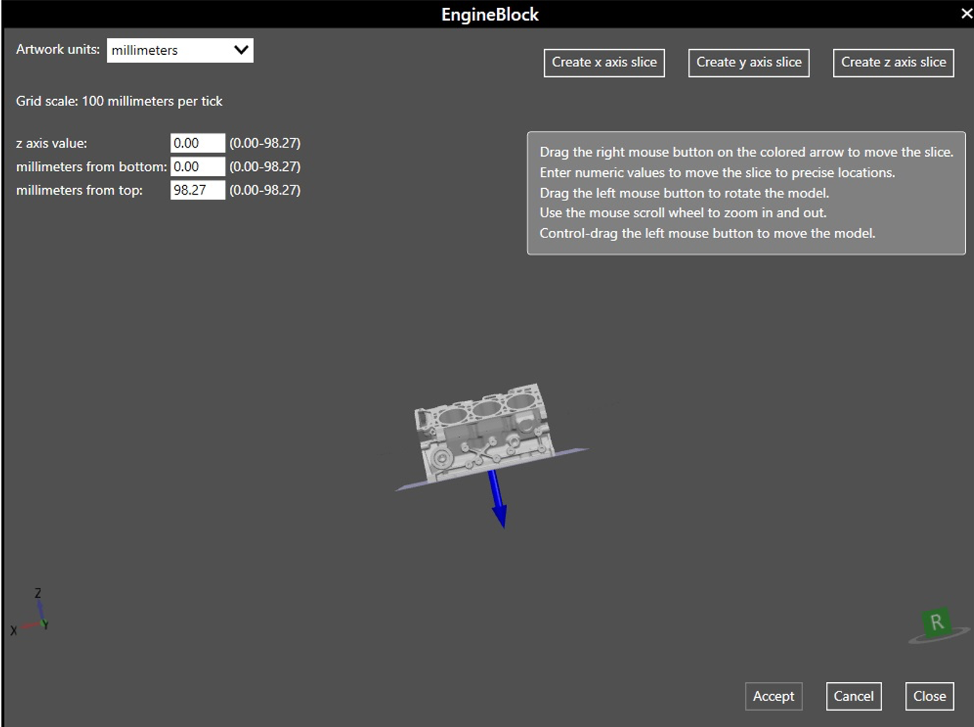 EngineBlock
Artwork units: millimeters
Create x axis slice
Create y axis slice
Create z axis slice
Grid scale: 100 millimeters per tick
z axis value: 0.00 (0.00-98.27)
millimeters from bottom: 0.00 (0.00-98.27)
millimeters from top: 98.27 (0.00-98.27)
Drag the right mouse button on the colored arrow to move the slice.
Enter numeric values to move the slice to precise locations.
Drag the left mouse button to rotate the model.
Use the mouse scroll wheel to zoom in and out.
Control-drag the left mouse button to move the model.
Z
X
Y
R
Accept
Cancel
Close